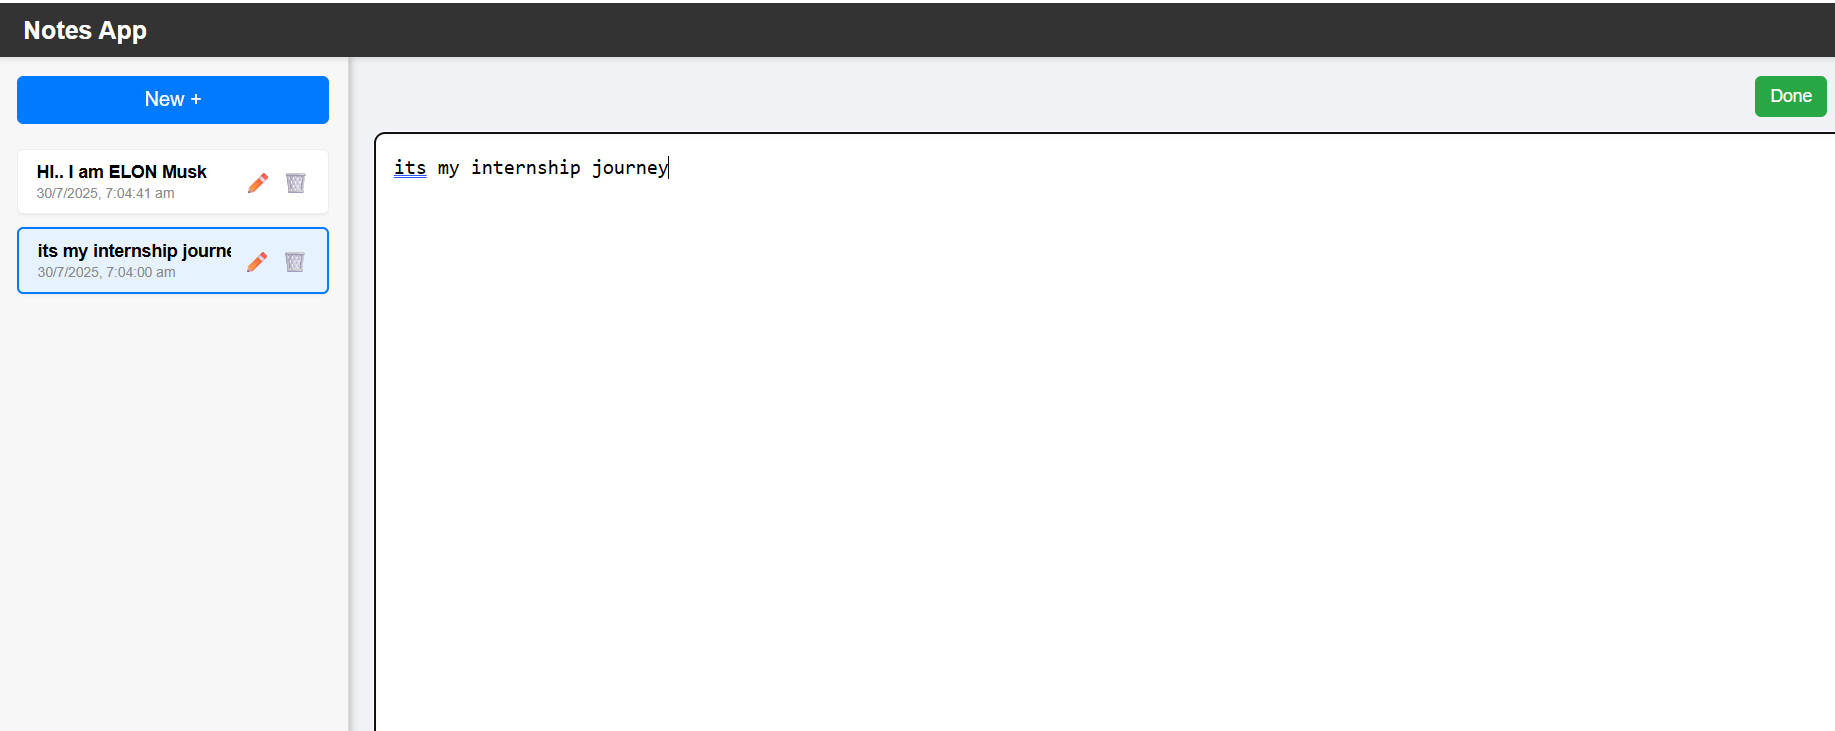 Notes App
New +
Done
HI.. I am ELON Musk
30/7/2025, 7:04:41 am
its my internship journe
30/7/2025, 7:04:00 am
its my internship journey